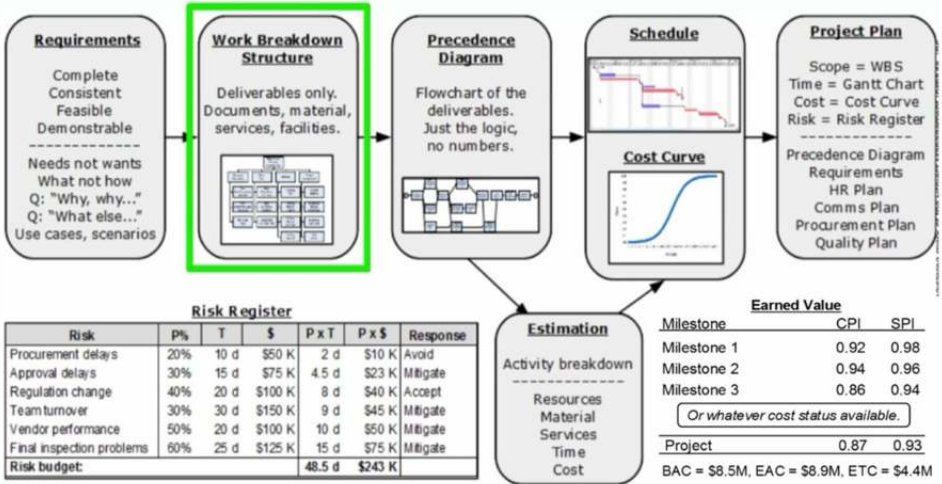 Requirements
Complete
Consistent
Feasible
Demonstrable
Needs not wants
What not how
Q: "Why, why..."
Q: "What else..."
Use cases, scenarios
Work Breakdown
Structure
Deliverables only.
Documents, material,
services, facilities.
Precedence
Diagram
Flowchart of the
deliverables.
Just the logic,
no numbers.
Schedule
Cost Curve
Project Plan
Scope = WBS
Time = Gantt Chart
Cost = Cost Curve
Risk = Risk Register
Precedence Diagram
Requirements
HR Plan
Comms Plan
Procurement Plan
Quality Plan
Risk Register
Risk P% T $ P x T P x $ Response
Procurement delays 20% 10 d $50 K 2 d $10 K Avoid
Approval delays 30% 15 d $75 K 4.5 d $23 K Mitigate
Regulation change 40% 20 d $100 K 8 d $40 K Accept
Team turnover 30% 30 d $150 K 9 d $45 K Mitigate
Vendor performance 50% 20 d $100 K 10 d $50 K Mitigate
Final inspection problems 60% 25 d $125 K 15 d $75 K Mitigate
Risk budget: 48.5 d $243 K
Estimation
Activity breakdown
Resources
Material
Services
Time
Cost
Earned Value
Milestone CPI SPI
Milestone 1 0.92 0.98
Milestone 2 0.94 0.96
Milestone 3 0.86 0.94
Or whatever cost status available.
Project 0.87 0.93
BAC = $8.5M, EAC = $8.9M, ETC = $4.4M